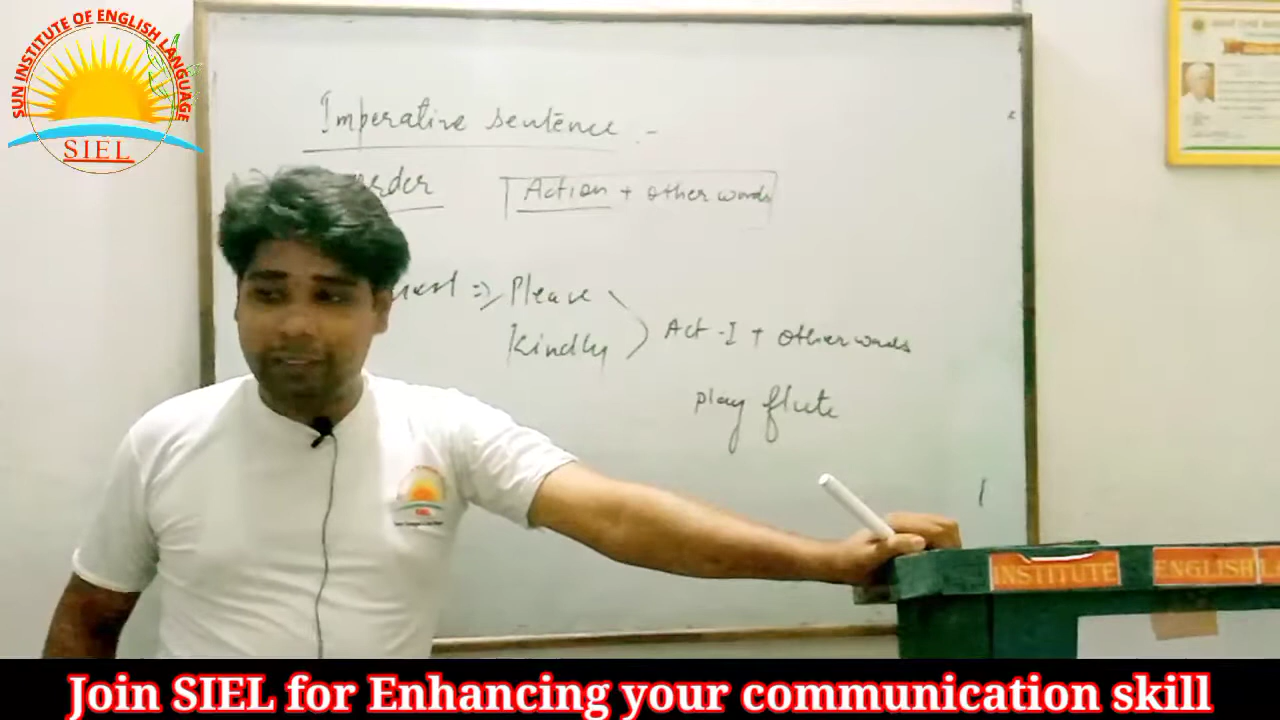 SUN INSTITUTE OF ENGLISH LANGUAGE
SIEL
Imperative sentence :-
order
Action + other words
=> Please
Kindly
Act-I + other words
play flute
INSTITUTE
ENGLISH
Join SIEL for Enhancing your communication skill